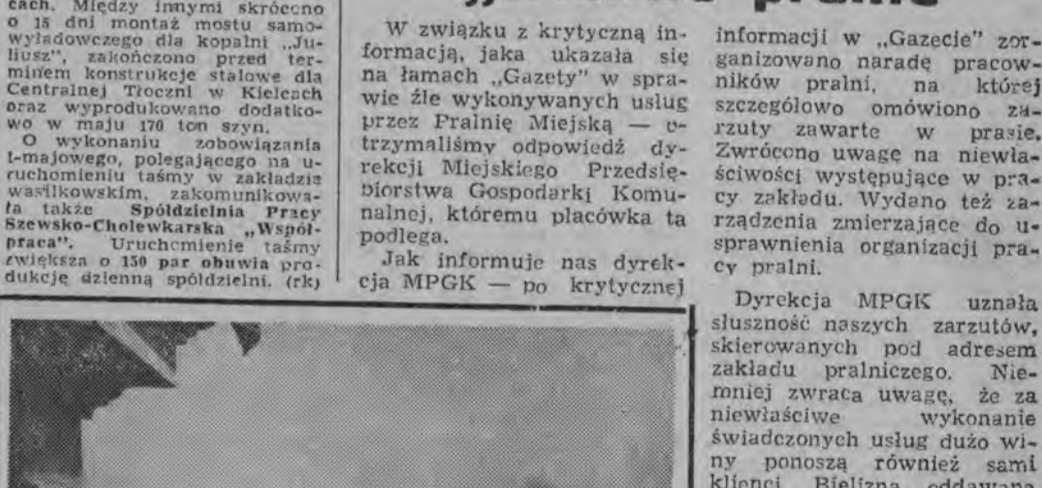 cach. Między innymi skrócono
o 15 dni montaż mostu samo-
wyładowczego dla kopalni „Ju-
liusz”, zakończono przed ter-
minem konstrukcje stalowe dla
Centralnej Tłoczni w Kielcach
oraz wyprodukowano dodatko-
wo w maju 170 ton szyn.
O wykonaniu zobowiązania
1-majowego, polegającego na u-
ruchomieniu taśmy w zakładzie
wasilkowskim, zakomunikowa-
ła także Spółdzielnia Pracy
Szewsko-Cholewkarska „Współ-
praca”. Uruchomienie taśmy
zwiększa o 150 par obuwia pro-
dukcję dzienną spółdzielni. (rk)
W związku z krytyczną in-
formacją, jaka ukazała się
na łamach „Gazety” w spra-
wie źle wykonywanych usług
przez Pralnię Miejską — o-
trzymaliśmy odpowiedź dy-
rekcji Miejskiego Przedsię-
biorstwa Gospodarki Komu-
nalnej, któremu placówka ta
podlega.
Jak informuje nas dyrek-
cja MPGK — po krytycznej
informacji w „Gazecie” zor-
ganizowano naradę pracow-
ników pralni, na której
szczegółowo omówiono za-
rzuty zawarte w prasie.
Zwrócono uwagę na niewła-
ściwości występujące w pra-
cy zakładu. Wydano też za-
rządzenia zmierzające do u-
sprawnienia organizacji pra-
cy pralni.
Dyrekcja MPGK uznała
słuszność naszych zarzutów,
skierowanych pod adresem
zakładu pralniczego. Nie-
mniej zwraca uwagę, że za
niewłaściwe wykonanie
świadczonych usług dużo wi-
ny ponoszą również sami
klienci. Bielizna oddawana